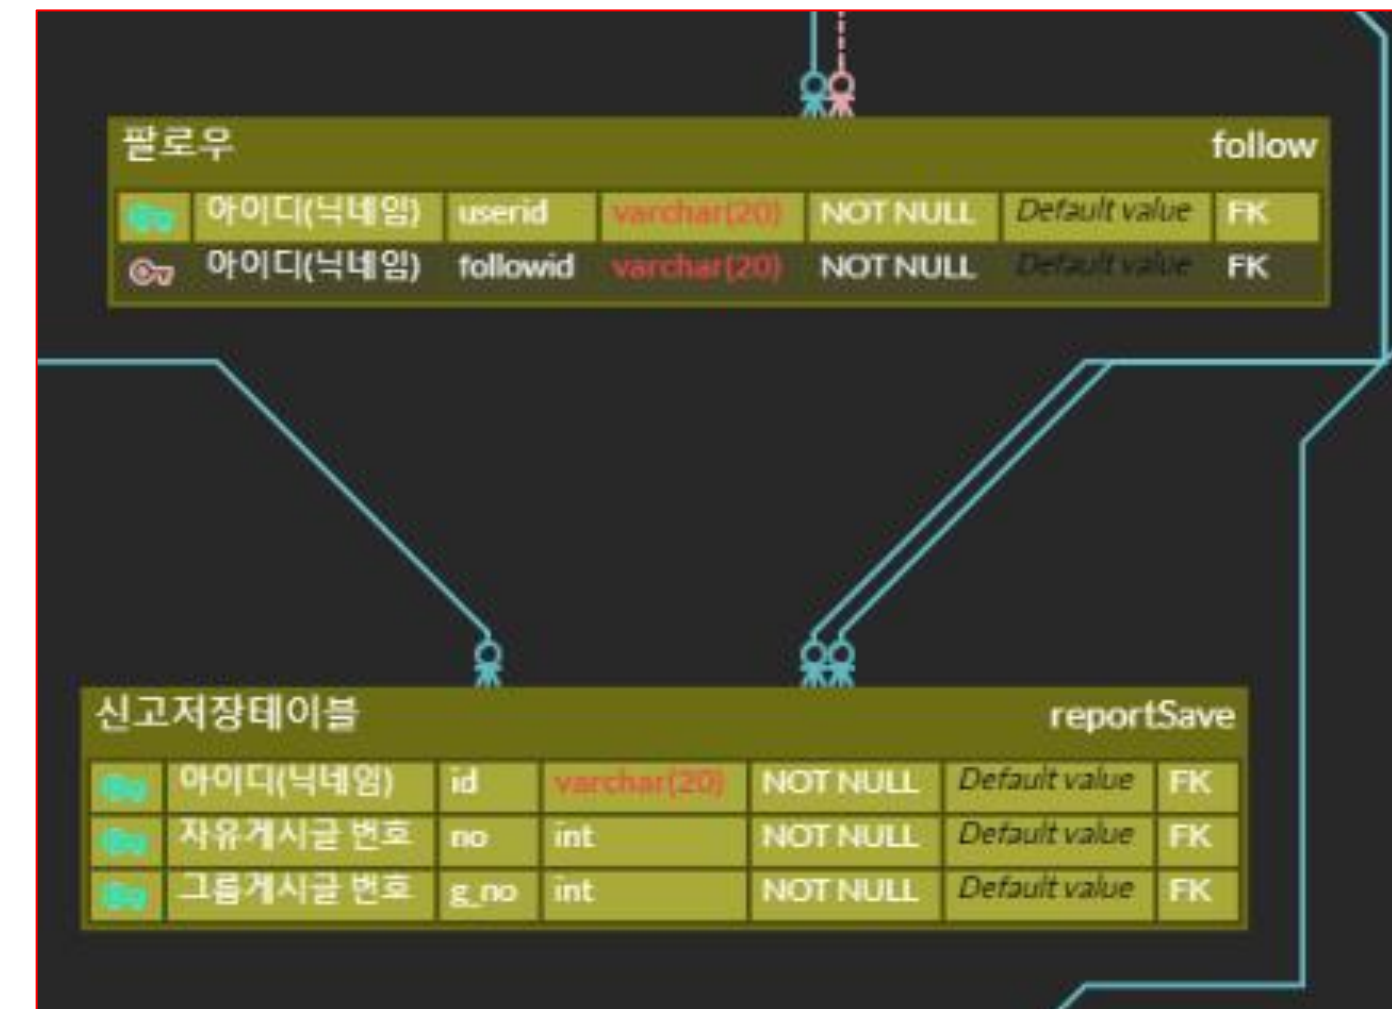 팔로우 follow
아이디(닉네임) userid varchar(20) NOT NULL Default value FK
아이디(닉네임) followid varchar(20) NOT NULL Default value FK
신고저장테이블 reportSave
아이디(닉네임) id varchar(20) NOT NULL Default value FK
자유게시글 번호 no int NOT NULL Default value FK
그룹게시글 번호 g_no int NOT NULL Default value FK